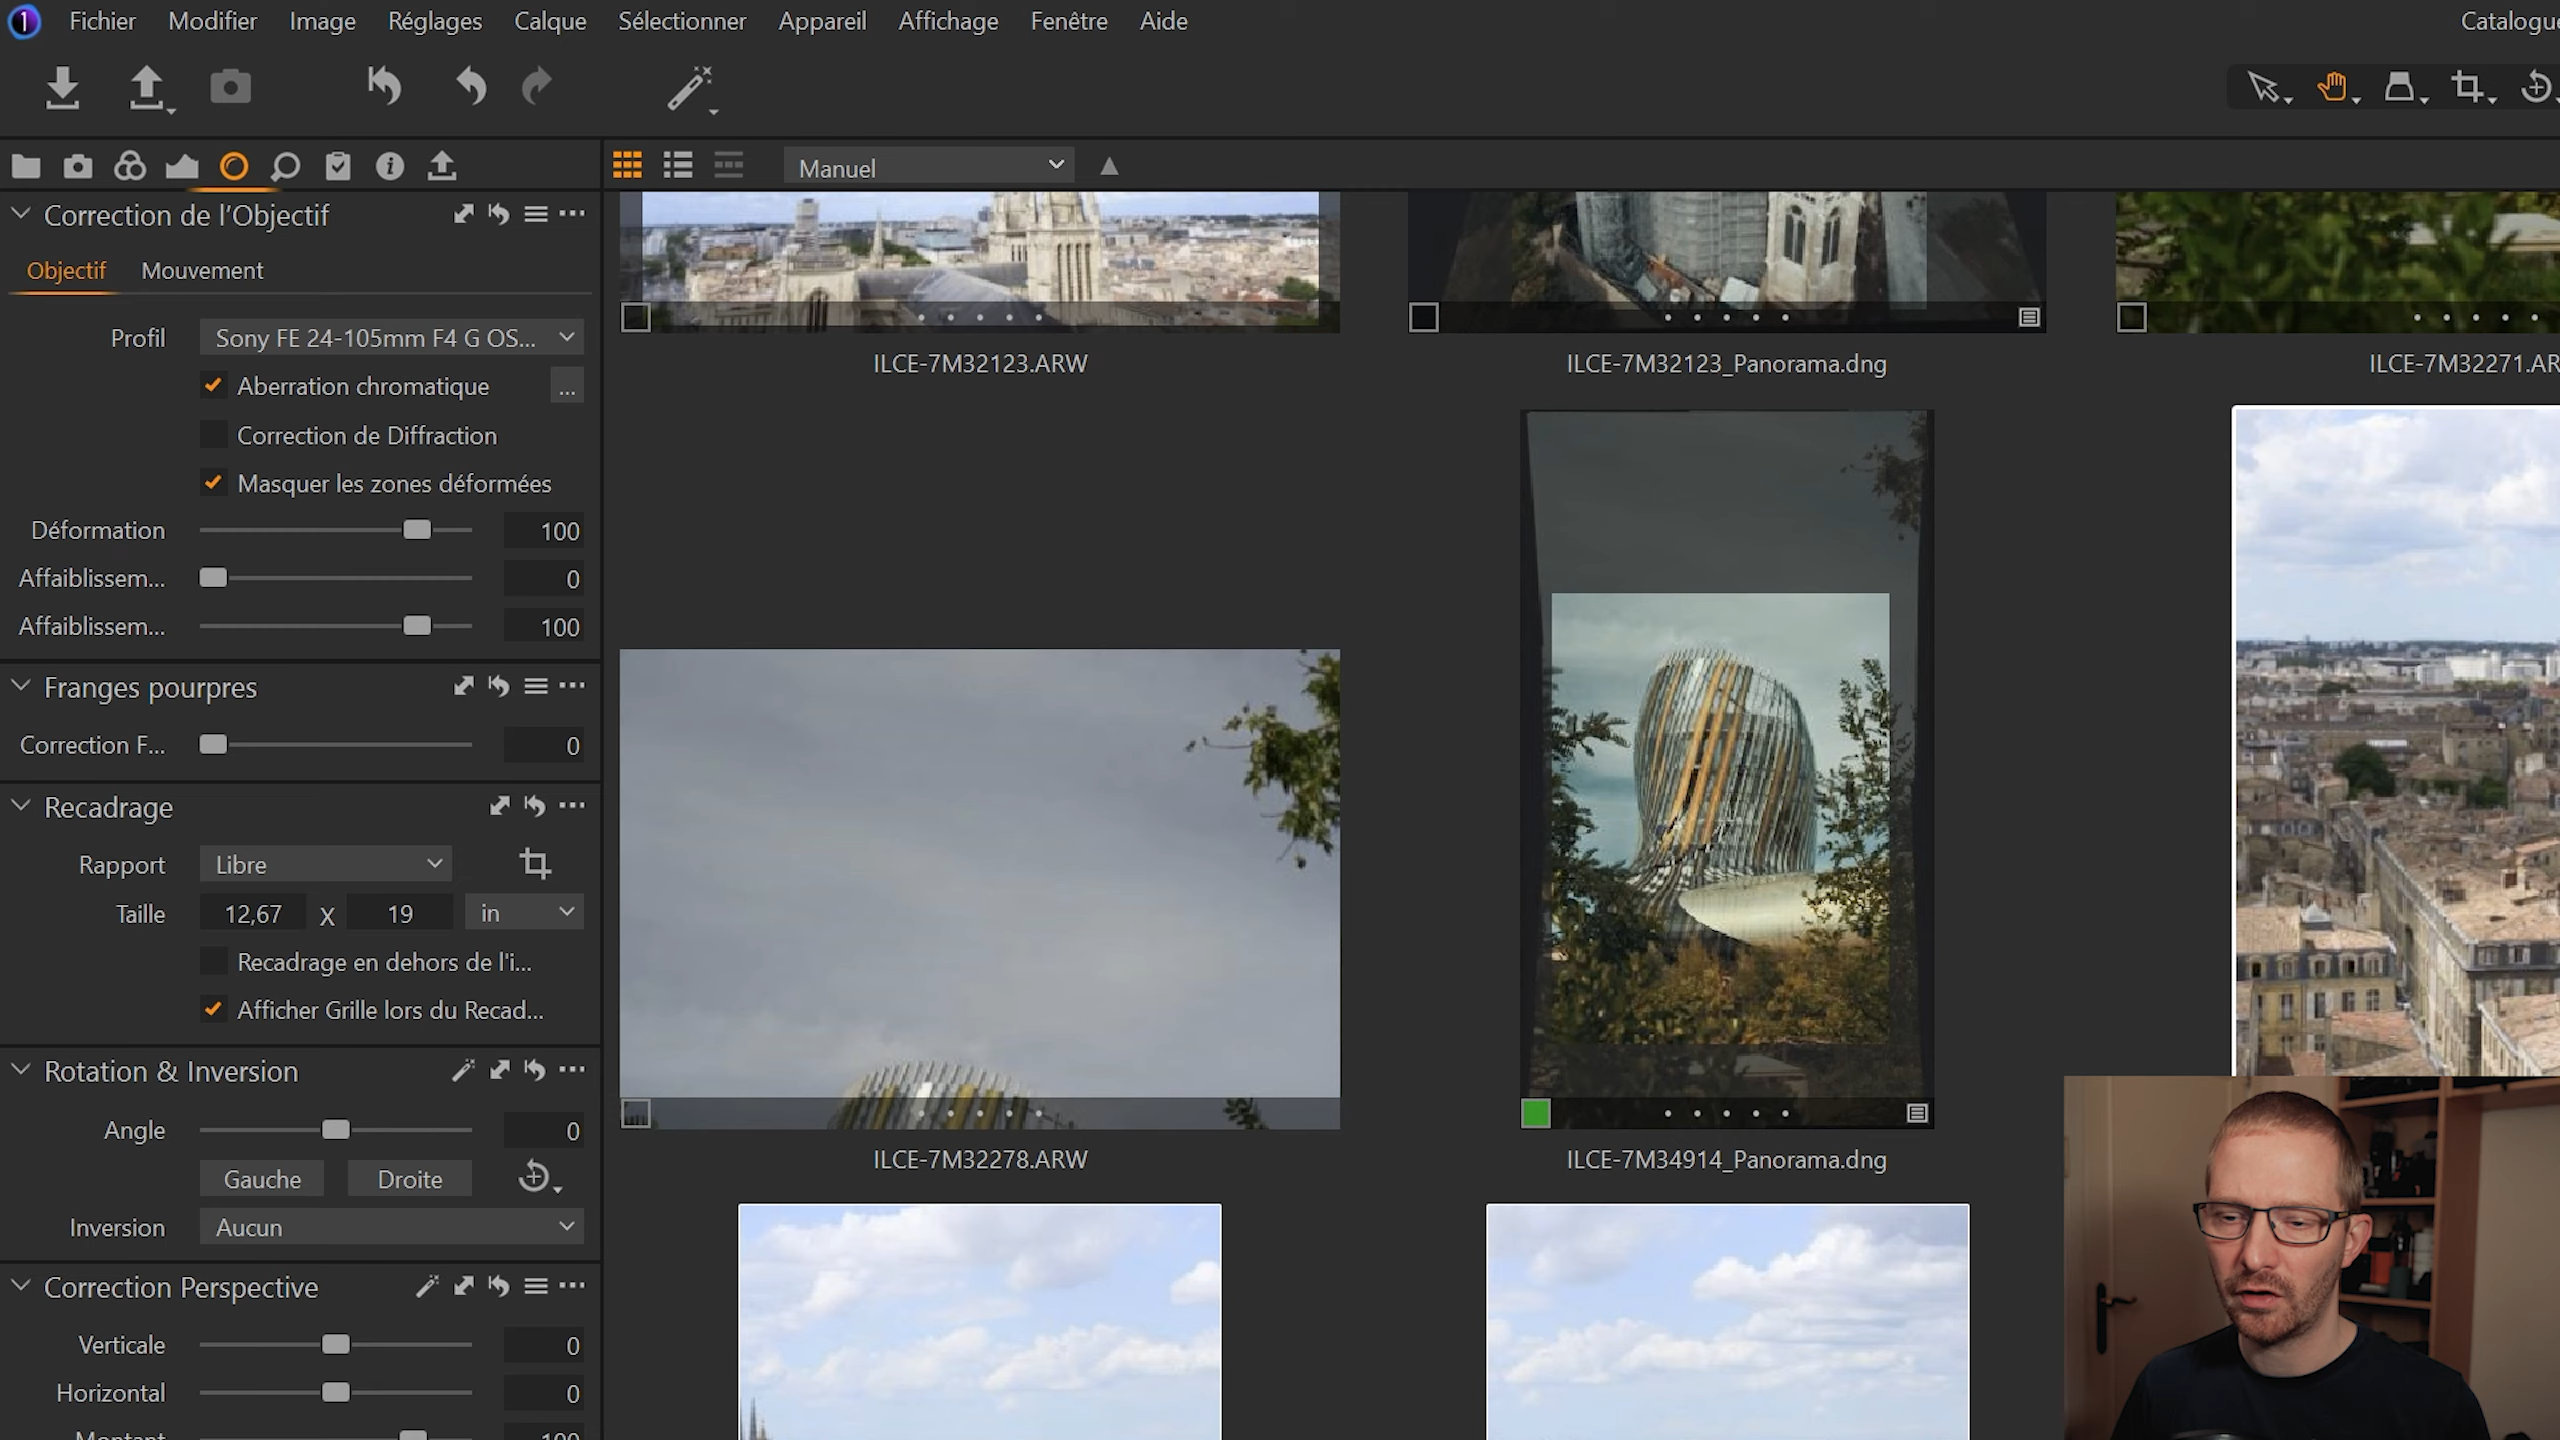 Fichier Modifier Image Réglages Calque Sélectionner Appareil Affichage Fenêtre Aide
Manuel
Correction de l'Objectif
Objectif Mouvement
Profil Sony FE 24-105mm F4 G OS...
Aberration chromatique ...
Correction de Diffraction
Masquer les zones déformées
Déformation 100
Affaiblissem... 0
Affaiblissem... 100
Franges pourpres
Correction F... 0
Recadrage
Rapport Libre
Taille 12,67 X 19 in
Recadrage en dehors de l'i...
Afficher Grille lors du Recad...
Rotation & Inversion
Angle 0
Gauche Droite
Inversion Aucun
Correction Perspective
Verticale 0
Horizontal 0
Montant 100
ILCE-7M32123.ARW
ILCE-7M32123_Panorama.dng
ILCE-7M32271.AR
ILCE-7M32278.ARW
ILCE-7M34914_Panorama.dng